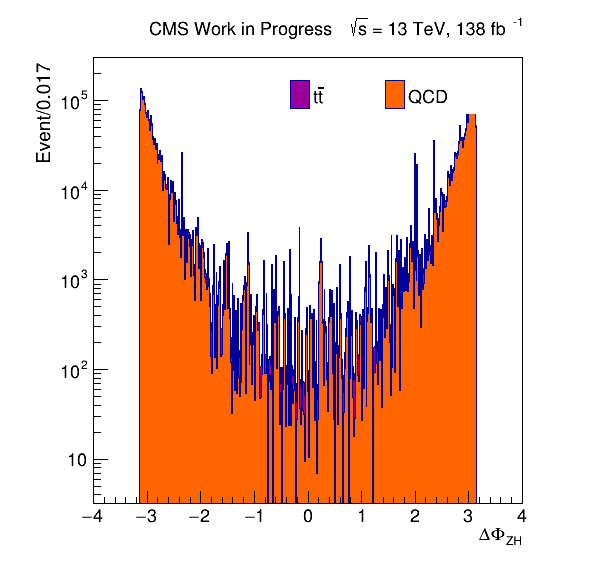 CMS Work in Progress √s = 13 TeV, 138 fb⁻¹
Event/0.017
tt̄
QCD
10⁵
10⁴
10³
10²
10
−4 −3 −2 −1 0 1 2 3 4
ΔΦ_ZH